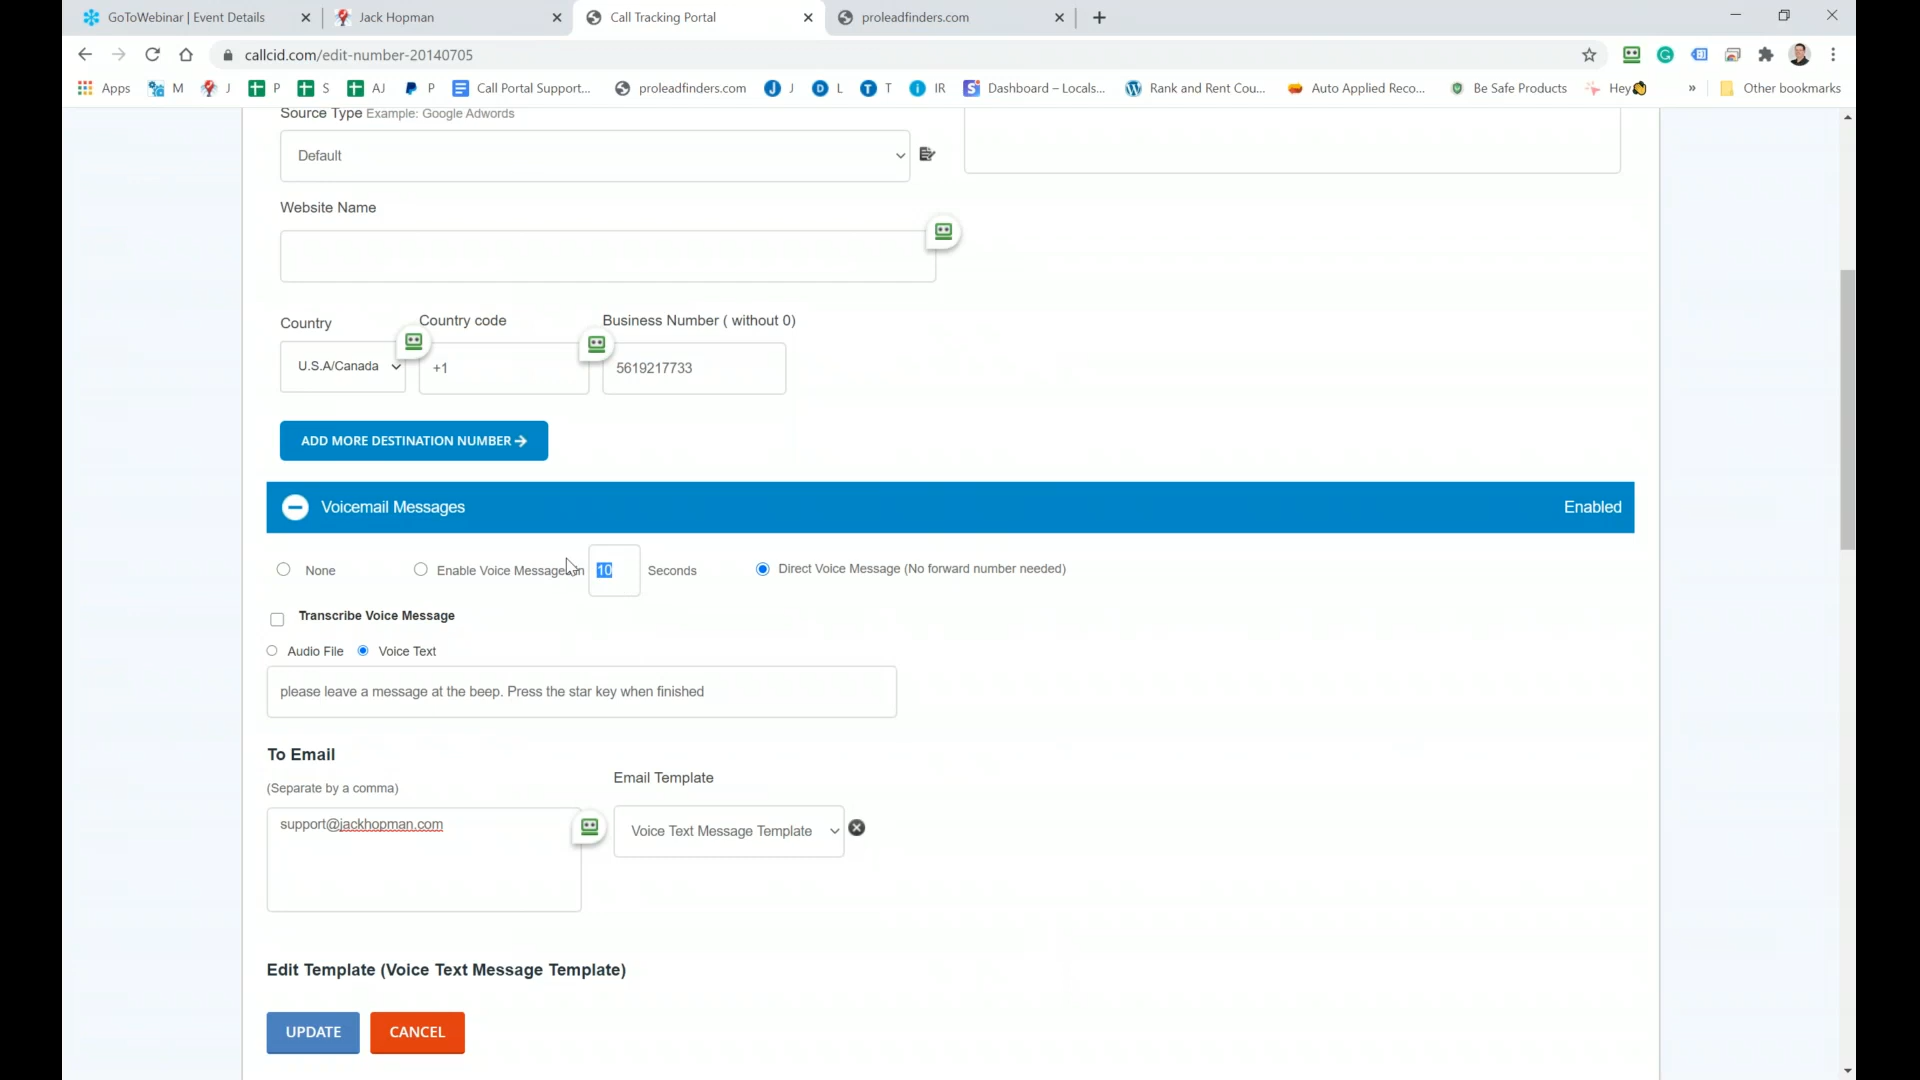 GoToWebinar | Event Details
Jack Hopman
Call Tracking Portal
proleadfinders.com
callcid.com/edit-number-20140705
Apps M J P S AJ P Call Portal Support... proleadfinders.com J L T IR Dashboard – Locals... Rank and Rent Cou... Auto Applied Reco... Be Safe Products Hey » Other bookmarks
Source Type Example: Google Adwords
Default
Website Name
Country Country code Business Number ( without 0)
U.S.A/Canada +1 5619217733
ADD MORE DESTINATION NUMBER
Voicemail Messages Enabled
None Enable Voice Message in 10 Seconds Direct Voice Message (No forward number needed)
Transcribe Voice Message
Audio File Voice Text
please leave a message at the beep. Press the star key when finished
To Email
Email Template
(Separate by a comma)
support@jackhopman.com
Voice Text Message Template
Edit Template (Voice Text Message Template)
UPDATE CANCEL